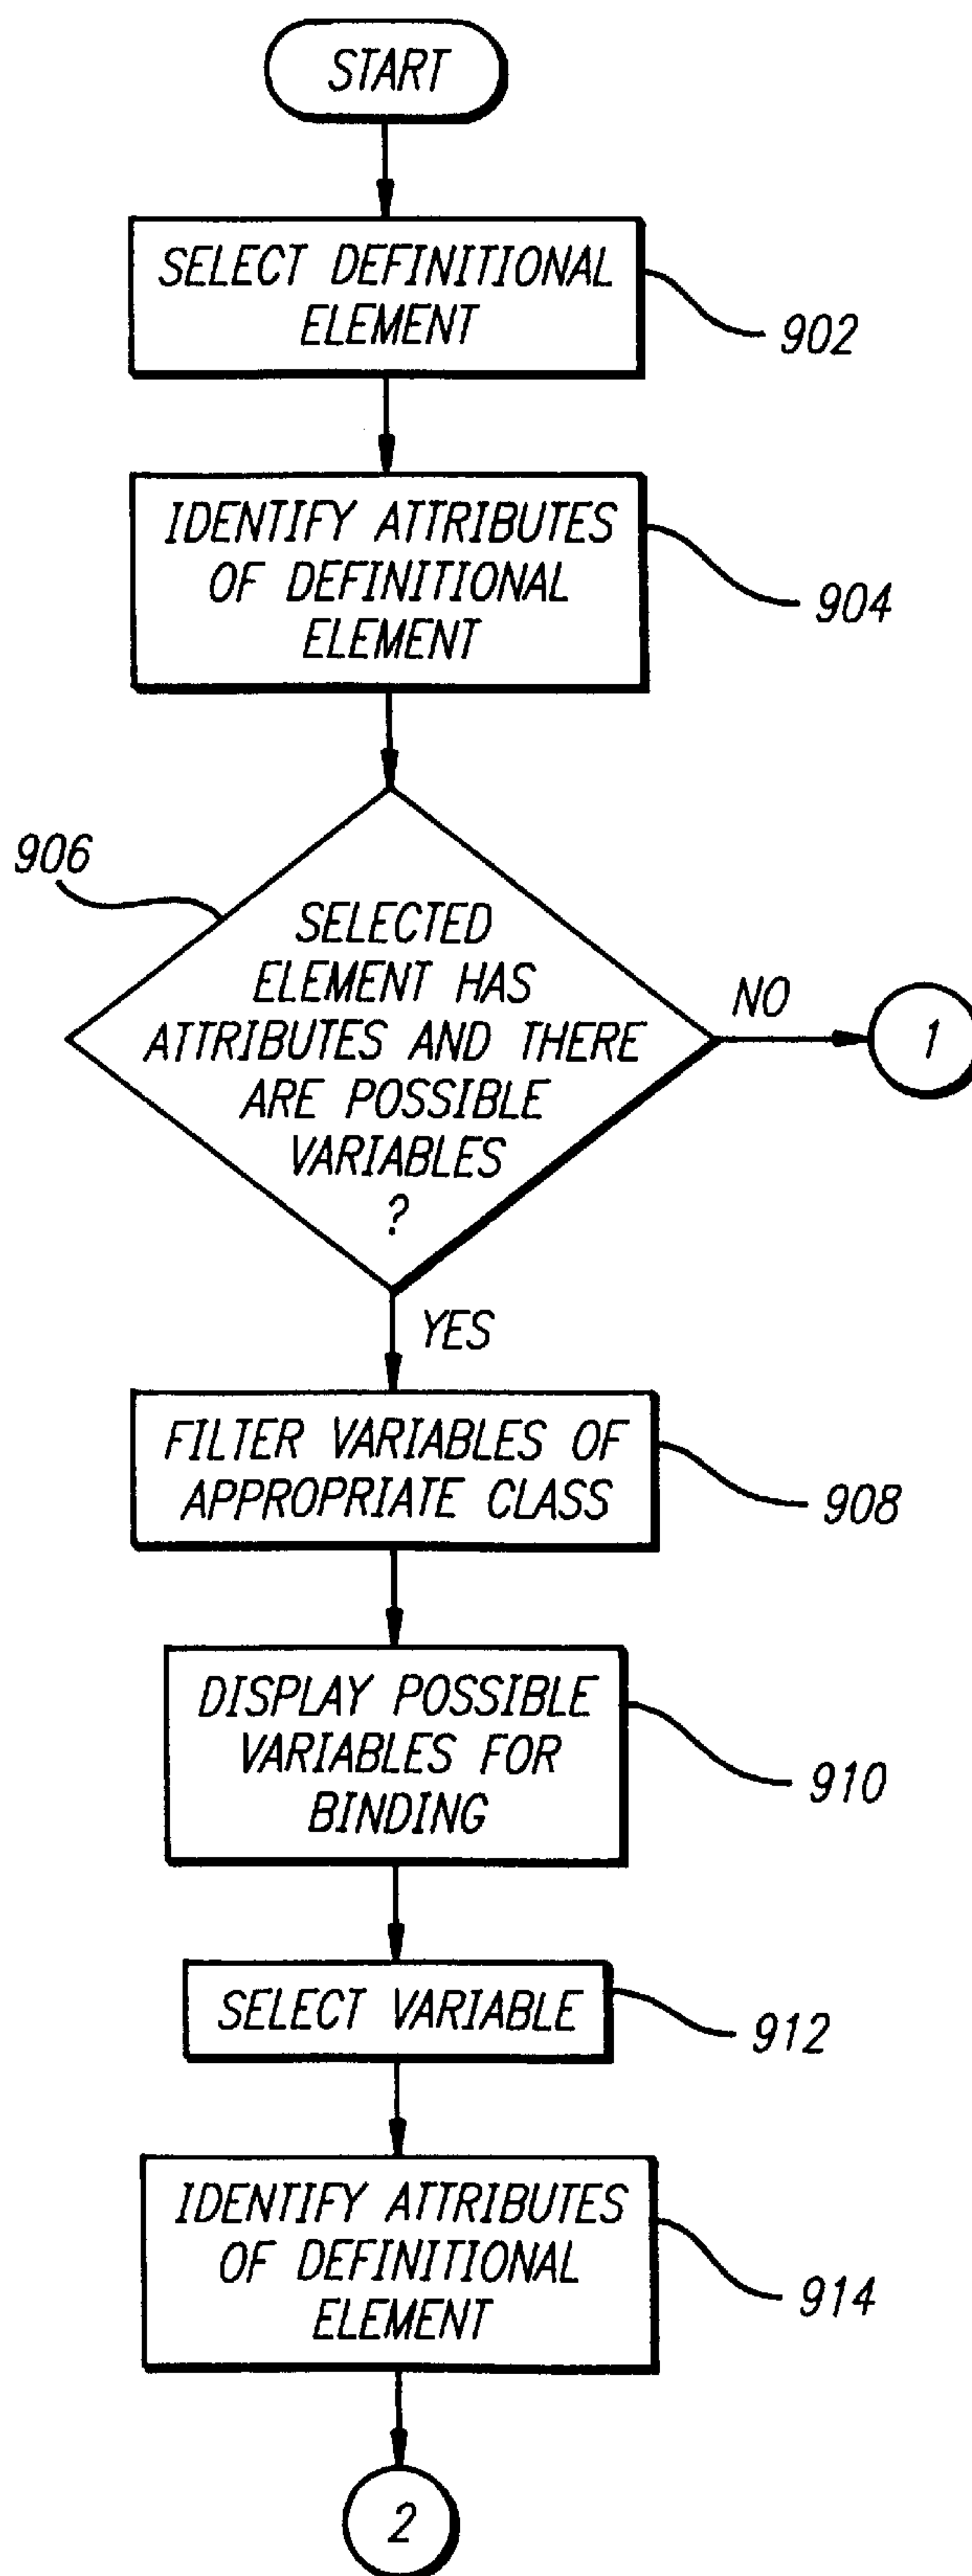 START
SELECT DEFINITIONAL
ELEMENT
902
IDENTIFY ATTRIBUTES
OF DEFINITIONAL
ELEMENT
904
906
SELECTED
ELEMENT HAS
ATTRIBUTES AND THERE
ARE POSSIBLE
VARIABLES
?
NO
1
YES
FILTER VARIABLES OF
APPROPRIATE CLASS
908
DISPLAY POSSIBLE
VARIABLES FOR
BINDING
910
SELECT VARIABLE
912
IDENTIFY ATTRIBUTES
OF DEFINITIONAL
ELEMENT
914
2